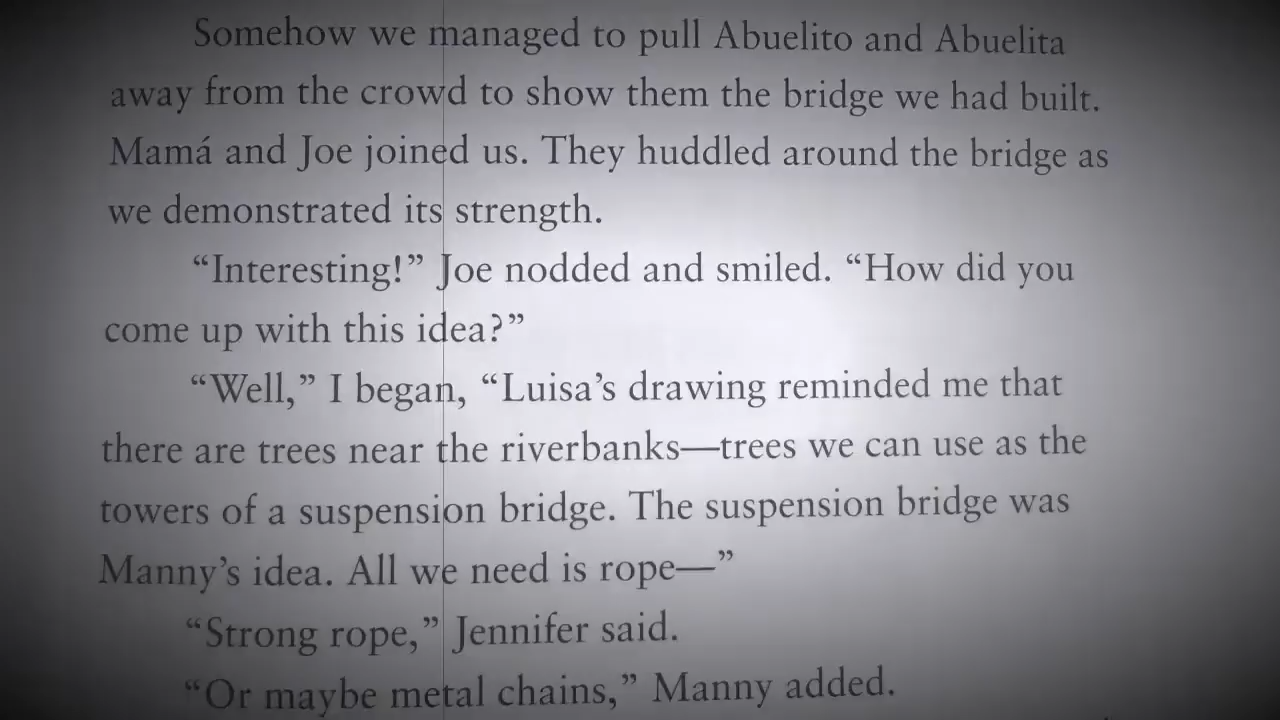 Somehow we managed to pull Abuelito and Abuelita
away from the crowd to show them the bridge we had built.
Mamá and Joe joined us. They huddled around the bridge as
we demonstrated its strength.
“Interesting!” Joe nodded and smiled. “How did you
come up with this idea?”
“Well,” I began, “Luisa’s drawing reminded me that
there are trees near the riverbanks—trees we can use as the
towers of a suspension bridge. The suspension bridge was
Manny’s idea. All we need is rope—”
“Strong rope,” Jennifer said.
“Or maybe metal chains,” Manny added.